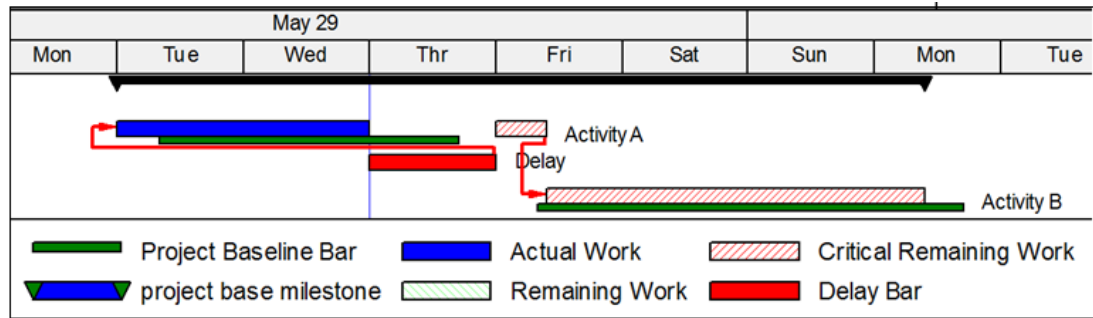 May 29
Mon Tue Wed Thr Fri Sat Sun Mon Tue
Activity A
Delay
Activity B
Project Baseline Bar Actual Work Critical Remaining Work
project base milestone Remaining Work Delay Bar